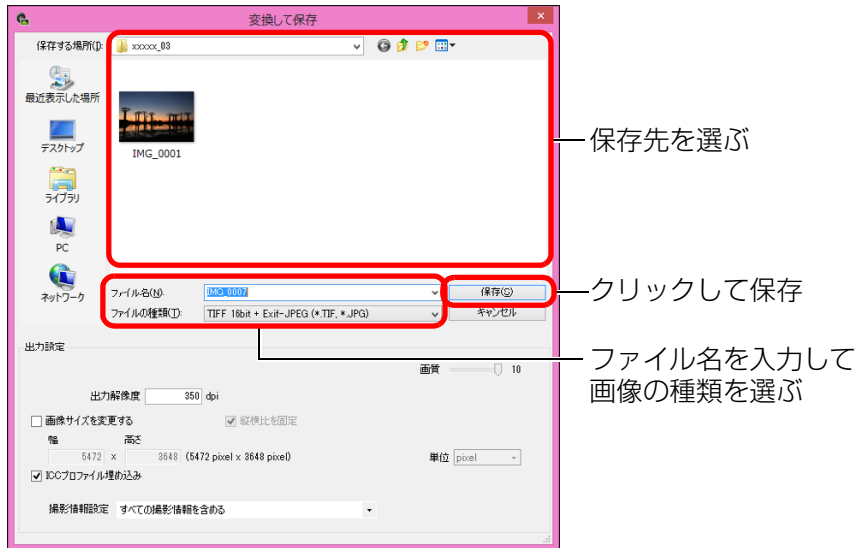 変換して保存
保存する場所(I): xxxxx_03
最近表示した場所
デスクトップ
ライブラリ
PC
ネットワーク
IMG_0001
保存先を選ぶ
ファイル名(N): IMG_0007 保存(S)
ファイルの種類(T): TIFF 16bit + Exif-JPEG (*.TIF, *.JPG) キャンセル
クリックして保存
ファイル名を入力して
画像の種類を選ぶ
出力設定
画質 10
出力解像度 350 dpi
画像サイズを変更する 縦横比を固定
幅 高さ
5472 x 3648 (5472 pixel x 3648 pixel) 単位 pixel
ICCプロファイル埋め込み
撮影情報設定 すべての撮影情報を含める